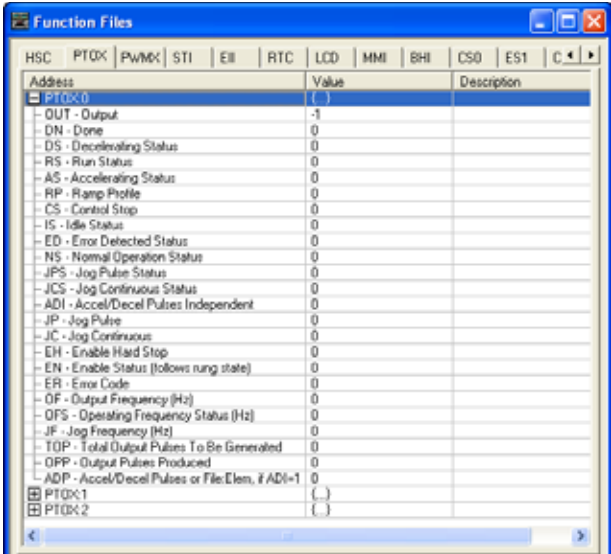 Function Files
HSC PTOX PWMX STI EII RTC LCD MMI BHI CS0 ES1 C
Address Value Description
PTOX:0 {...}
OUT - Output -1
DN - Done 0
DS - Decelerating Status 0
RS - Run Status 0
AS - Accelerating Status 0
RP - Ramp Profile 0
CS - Control Stop 0
IS - Idle Status 0
ED - Error Detected Status 0
NS - Normal Operation Status 0
JPS - Jog Pulse Status 0
JCS - Jog Continuous Status 0
ADI - Accel/Decel Pulses Independent 0
JP - Jog Pulse 0
JC - Jog Continuous 0
EH - Enable Hard Stop 0
EN - Enable Status (follows rung state) 0
ER - Error Code 0
OF - Output Frequency (Hz) 0
OFS - Operating Frequency Status (Hz) 0
JF - Jog Frequency (Hz) 0
TOP - Total Output Pulses To Be Generated 0
OPP - Output Pulses Produced 0
ADP - Accel/Decel Pulses or File:Elem, if ADI=1 0
PTOX:1 {...}
PTOX:2 {...}